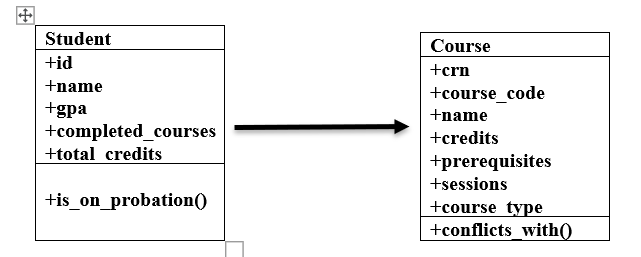 Student
+id
+name
+gpa
+completed_courses
+total_credits
+is_on_probation()
Course
+crn
+course_code
+name
+credits
+prerequisites
+sessions
+course_type
+conflicts_with()